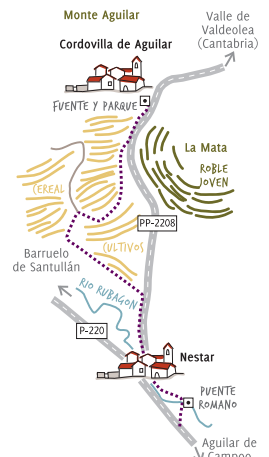 Monte Aguilar
Valle de
Valdeolea
(Cantabria)
Cordovilla de Aguilar
FUENTE Y PARQUE
La Mata
ROBLE
JOVEN
CEREAL
PP-2208
CULTIVOS
Barruelo
de Santullán
RIO RUBAGON
P-220
Nestar
PUENTE
ROMANO
Aguilar de
Campoo